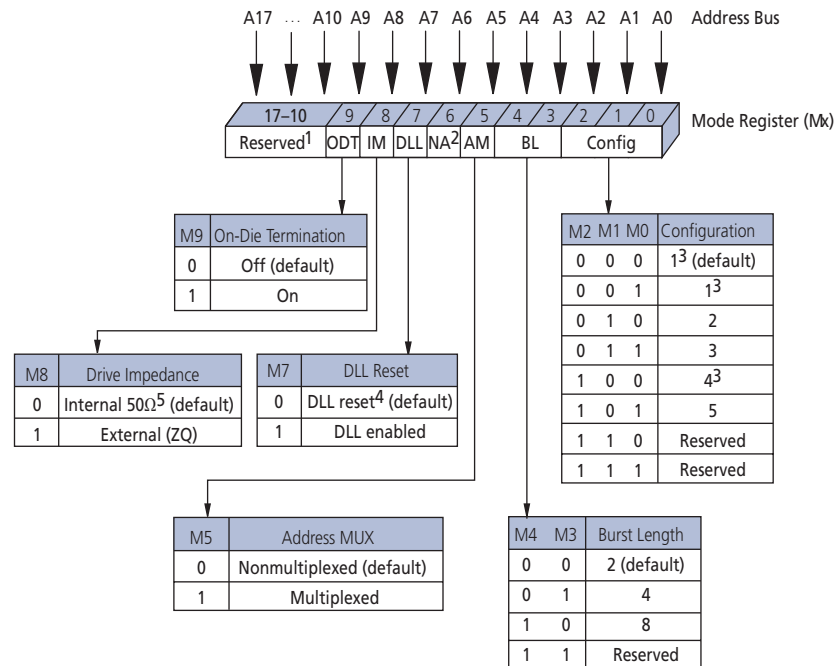 A17 ... A10 A9 A8 A7 A6 A5 A4 A3 A2 A1 A0 Address Bus
17–10 9 8 7 6 5 4 3 2 1 0 Mode Register (Mx)
Reserved1 ODT IM DLL NA2 AM BL Config
M9 On-Die Termination
0 Off (default)
1 On
M2 M1 M0 Configuration
0 0 0 13 (default)
0 0 1 13
0 1 0 2
0 1 1 3
1 0 0 43
1 0 1 5
1 1 0 Reserved
1 1 1 Reserved
M8 Drive Impedance
0 Internal 50Ω5 (default)
1 External (ZQ)
M7 DLL Reset
0 DLL reset4 (default)
1 DLL enabled
M5 Address MUX
0 Nonmultiplexed (default)
1 Multiplexed
M4 M3 Burst Length
0 0 2 (default)
0 1 4
1 0 8
1 1 Reserved